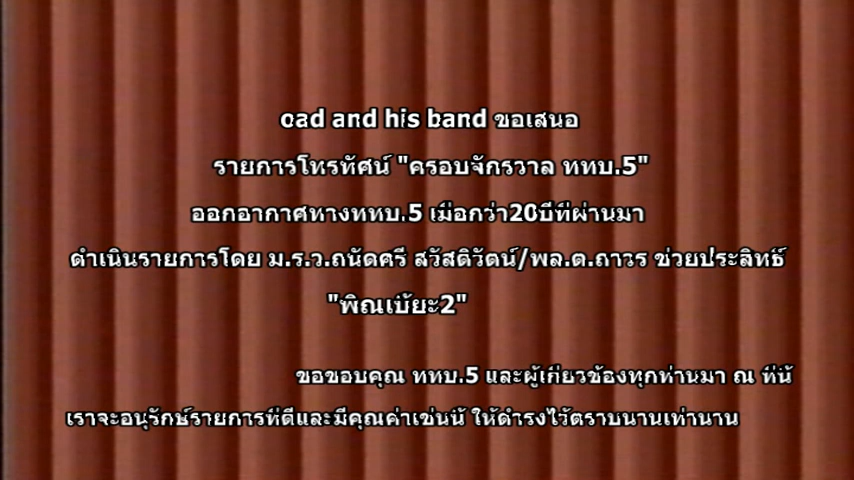 oad and his band ขอเสนอ
รายการโทรทัศน์ "ครอบจักรวาล ททบ.5"
ออกอากาศทางททบ.5 เมื่อกว่า20ปีที่ผ่านมา
ดำเนินรายการโดย ม.ร.ว.ถนัดศรี สวัสดิวัตน์/พล.ต.ถาวร ช่วยประสิทธิ์
"พิณเปี้ยะ2"
ขอขอบคุณ ททบ.5 และผู้เกี่ยวข้องทุกท่านมา ณ ที่นี้
เราจะอนุรักษ์รายการที่ดีและมีคุณค่าเช่นนี้ ให้ดำรงไว้ตราบนานเท่านาน